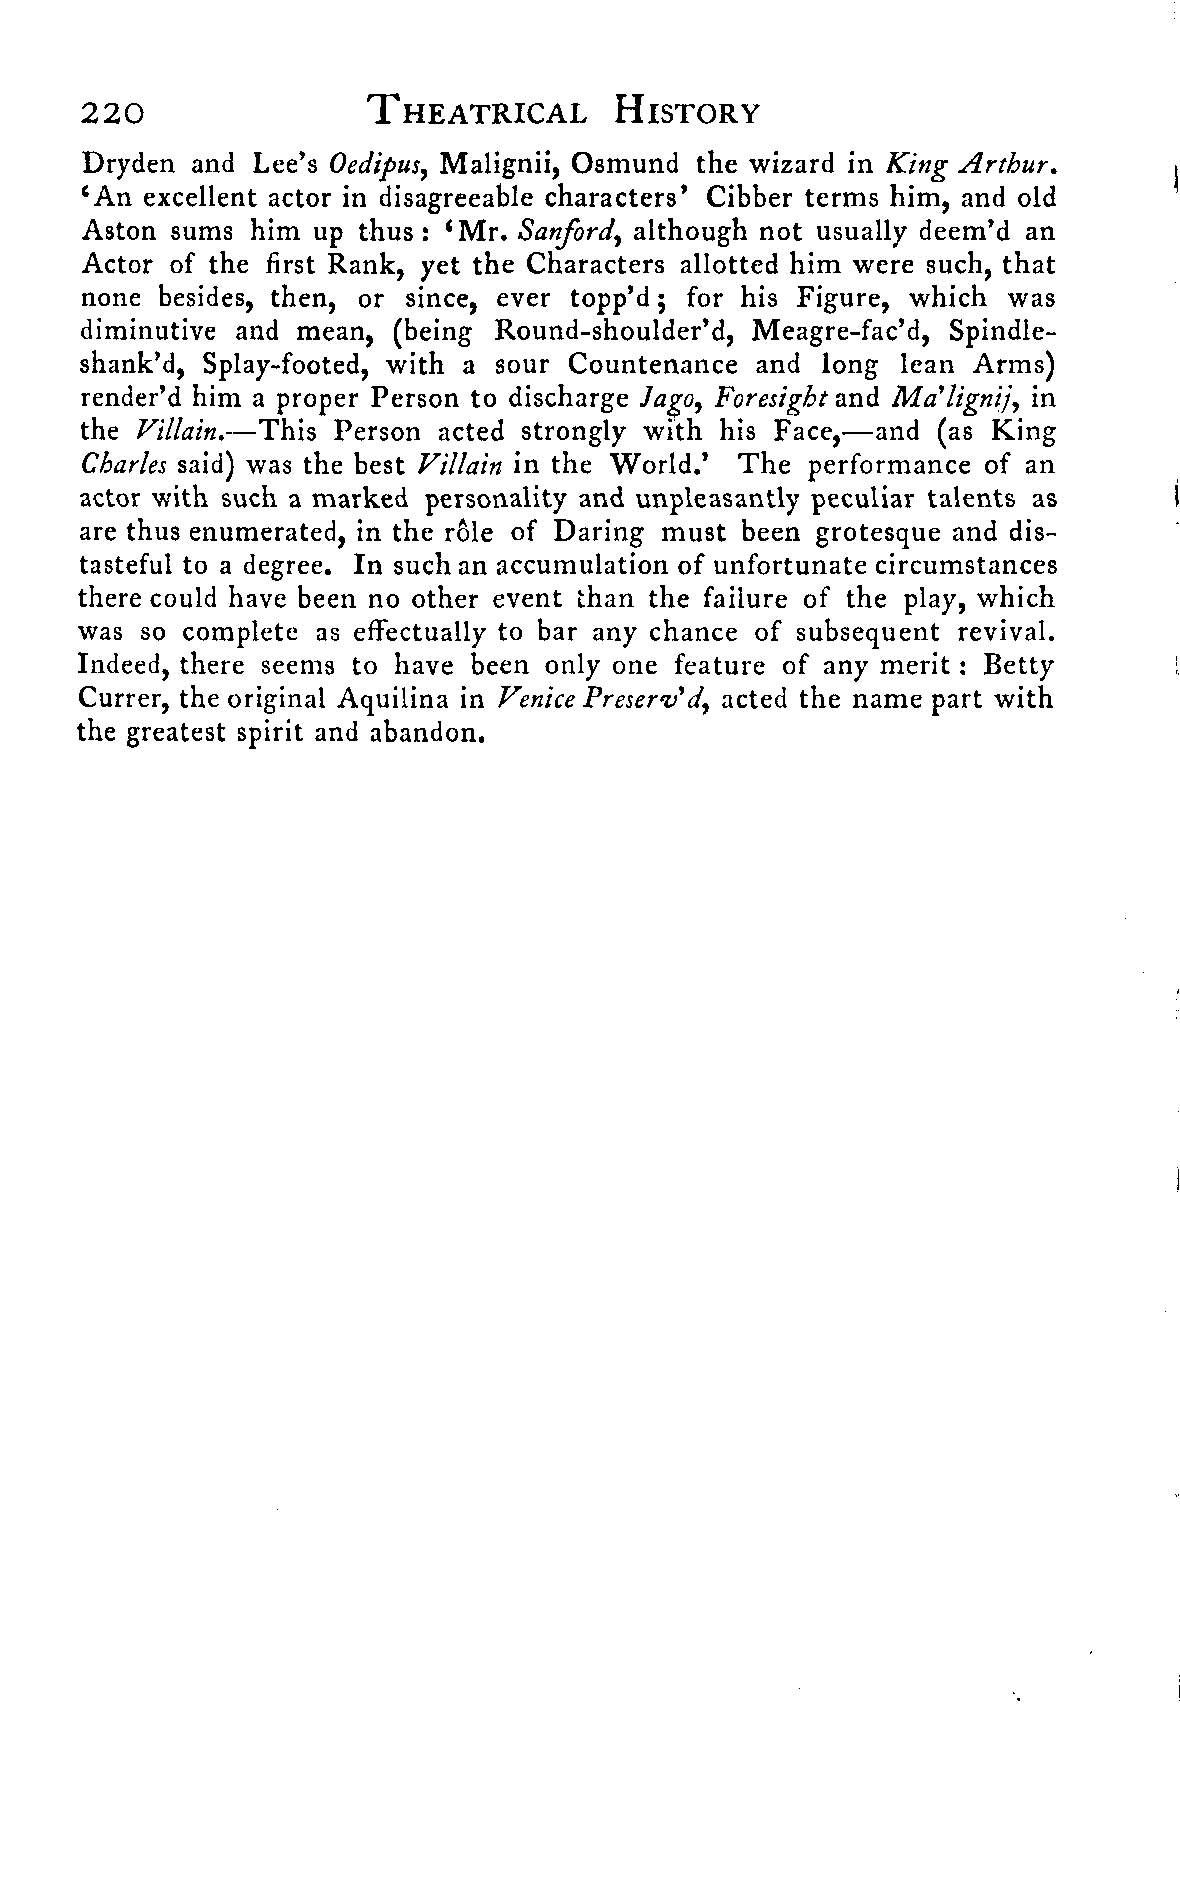 220 THEATRICAL HISTORY
Dryden and Lee's Oedipus, Malignii, Osmund the wizard in King Arthur.
‘An excellent actor in disagreeable characters’ Cibber terms him, and old
Aston sums him up thus: ‘Mr. Sanford, although not usually deem'd an
Actor of the first Rank, yet the Characters allotted him were such, that
none besides, then, or since, ever topp'd; for his Figure, which was
diminutive and mean, (being Round-shoulder'd, Meagre-fac'd, Spindle-
shank'd, Splay-footed, with a sour Countenance and long lean Arms)
render'd him a proper Person to discharge Jago, Foresight and Ma'lignij, in
the Villain.—This Person acted strongly with his Face,—and (as King
Charles said) was the best Villain in the World.’ The performance of an
actor with such a marked personality and unpleasantly peculiar talents as
are thus enumerated, in the rôle of Daring must been grotesque and dis-
tasteful to a degree. In such an accumulation of unfortunate circumstances
there could have been no other event than the failure of the play, which
was so complete as effectually to bar any chance of subsequent revival.
Indeed, there seems to have been only one feature of any merit: Betty
Currer, the original Aquilina in Venice Preserv'd, acted the name part with
the greatest spirit and abandon.